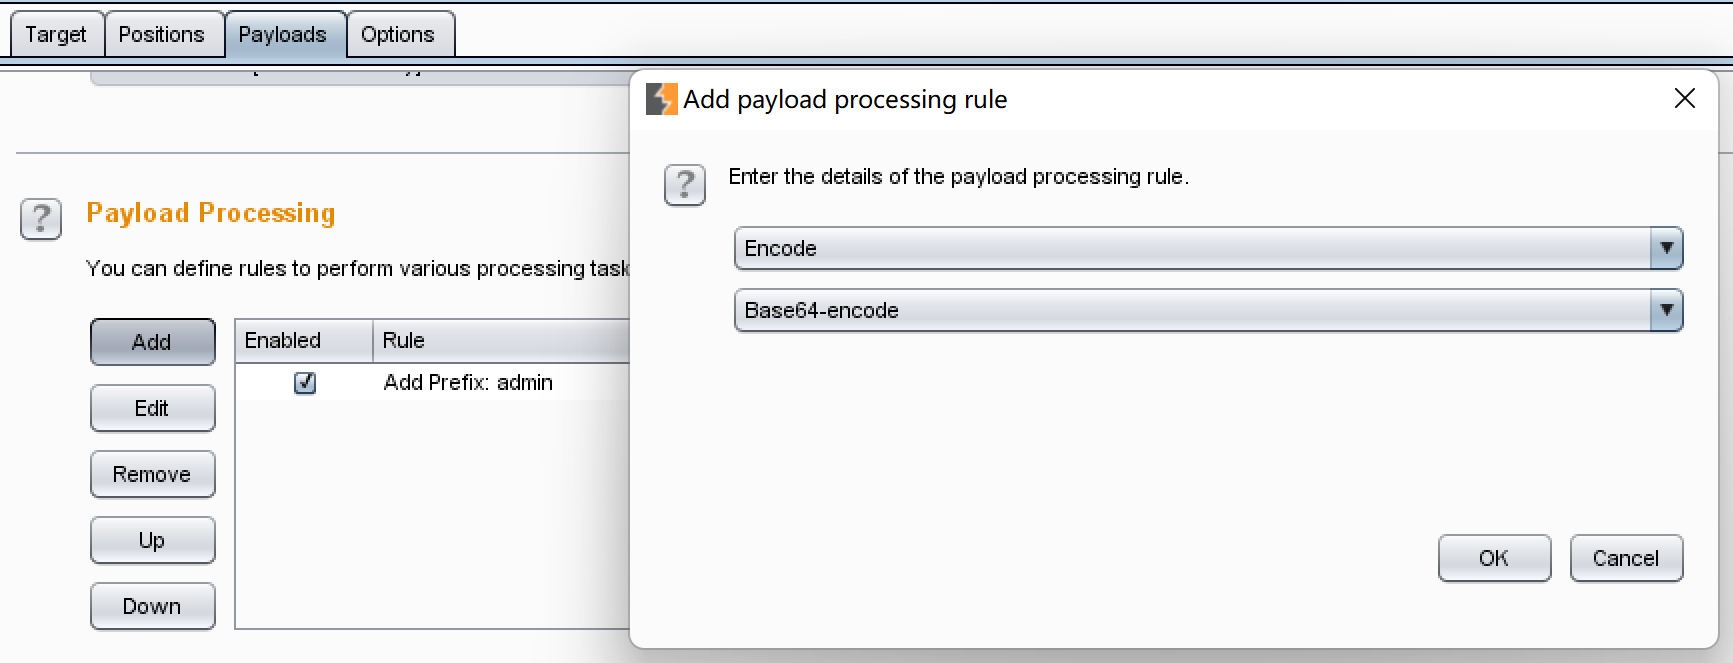 Target Positions Payloads Options
Add payload processing rule
Enter the details of the payload processing rule.
Encode
Base64-encode
OK Cancel
Payload Processing
You can define rules to perform various processing task
Add
Edit
Remove
Up
Down
Enabled Rule
Add Prefix: admin